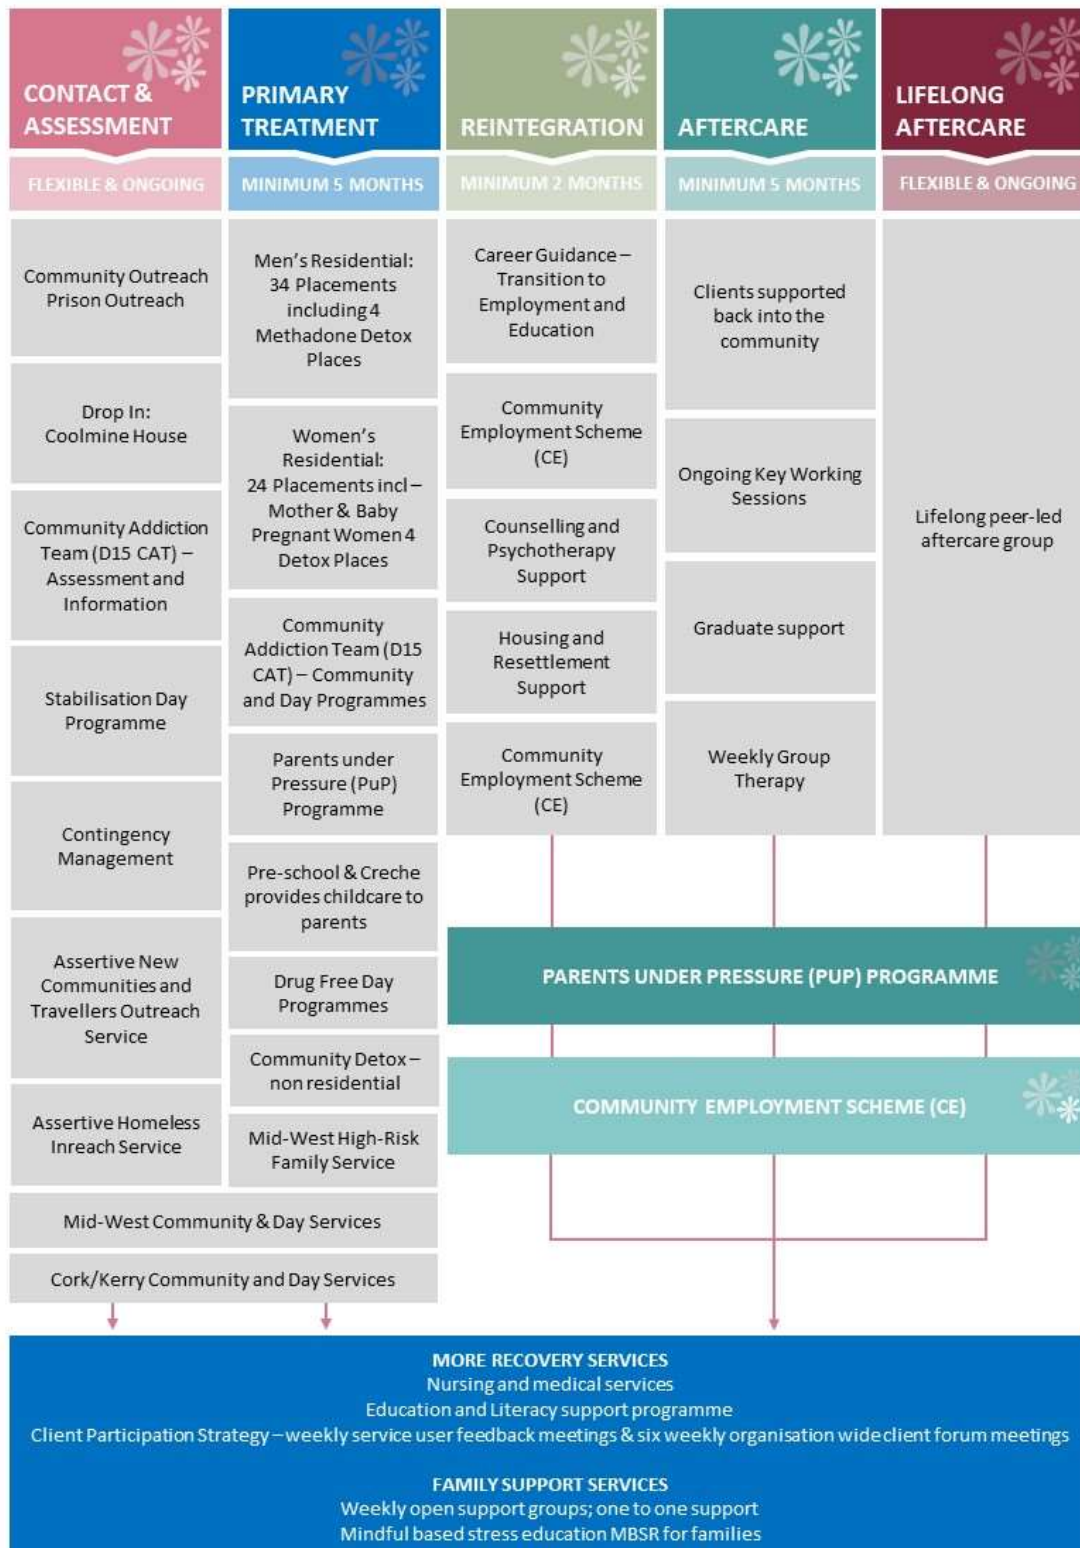 CONTACT &
ASSESSMENT
FLEXIBLE & ONGOING
Community Outreach
Prison Outreach
Drop In:
Coolmine House
Community Addiction
Team (D15 CAT) –
Assessment and
Information
Stabilisation Day
Programme
Contingency
Management
Assertive New
Communities and
Travellers Outreach
Service
Assertive Homeless
Inreach Service
PRIMARY
TREATMENT
MINIMUM 5 MONTHS
Men's Residential:
34 Placements
including 4
Methadone Detox
Places
Women's
Residential:
24 Placements incl –
Mother & Baby
Pregnant Women 4
Detox Places
Community
Addiction Team (D15
CAT) – Community
and Day Programmes
Parents under
Pressure (PuP)
Programme
Pre-school & Creche
provides childcare to
parents
Drug Free Day
Programmes
Community Detox –
non residential
Mid-West High-Risk
Family Service
Mid-West Community & Day Services
Cork/Kerry Community and Day Services
REINTEGRATION
MINIMUM 2 MONTHS
Career Guidance –
Transition to
Employment and
Education
Community
Employment Scheme
(CE)
Counselling and
Psychotherapy
Support
Housing and
Resettlement
Support
Community
Employment Scheme
(CE)
AFTERCARE
MINIMUM 5 MONTHS
Clients supported
back into the
community
Ongoing Key Working
Sessions
Graduate support
Weekly Group
Therapy
LIFELONG
AFTERCARE
FLEXIBLE & ONGOING
Lifelong peer-led
aftercare group
PARENTS UNDER PRESSURE (PUP) PROGRAMME
COMMUNITY EMPLOYMENT SCHEME (CE)
MORE RECOVERY SERVICES
Nursing and medical services
Education and Literacy support programme
Client Participation Strategy – weekly service user feedback meetings & six weekly organisation wide client forum meetings
FAMILY SUPPORT SERVICES
Weekly open support groups; one to one support
Mindful based stress education MBSR for families